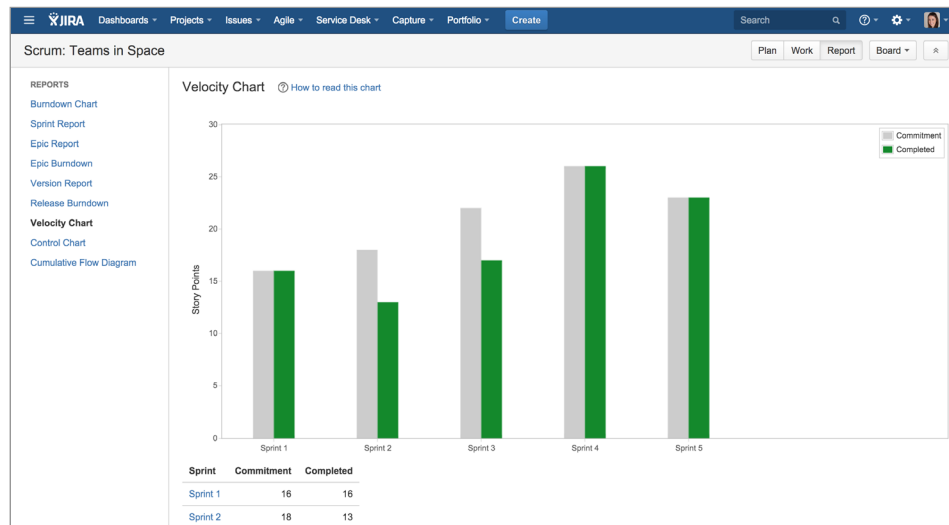 JIRA Dashboards Projects Issues Agile Service Desk Capture Portfolio Create Search
Scrum: Teams in Space
Plan Work Report Board
REPORTS
Burndown Chart
Sprint Report
Epic Report
Epic Burndown
Version Report
Release Burndown
Velocity Chart
Control Chart
Cumulative Flow Diagram
Velocity Chart ? How to read this chart
Commitment
Completed
Story Points
30
25
20
15
10
5
0
Sprint 1 Sprint 2 Sprint 3 Sprint 4 Sprint 5
Sprint Commitment Completed
Sprint 1 16 16
Sprint 2 18 13